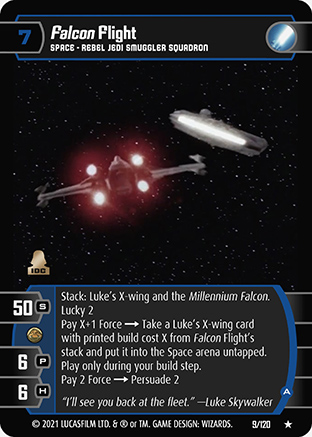 7
Falcon Flight
SPACE - REBEL JEDI SMUGGLER SQUADRON
IDC
50 S
6 P
6 H
Stack: Luke's X-wing and the Millennium Falcon.
Lucky 2
Pay X+1 Force → Take a Luke's X-wing card
with printed build cost X from Falcon Flight's
stack and put it into the Space arena untapped.
Play only during your build step.
Pay 2 Force → Persuade 2
A
"I'll see you back at the fleet." —Luke Skywalker
© 2021 LUCASFILM LTD. & ® or TM. GAME DESIGN: WIZARDS. 9/120 ★